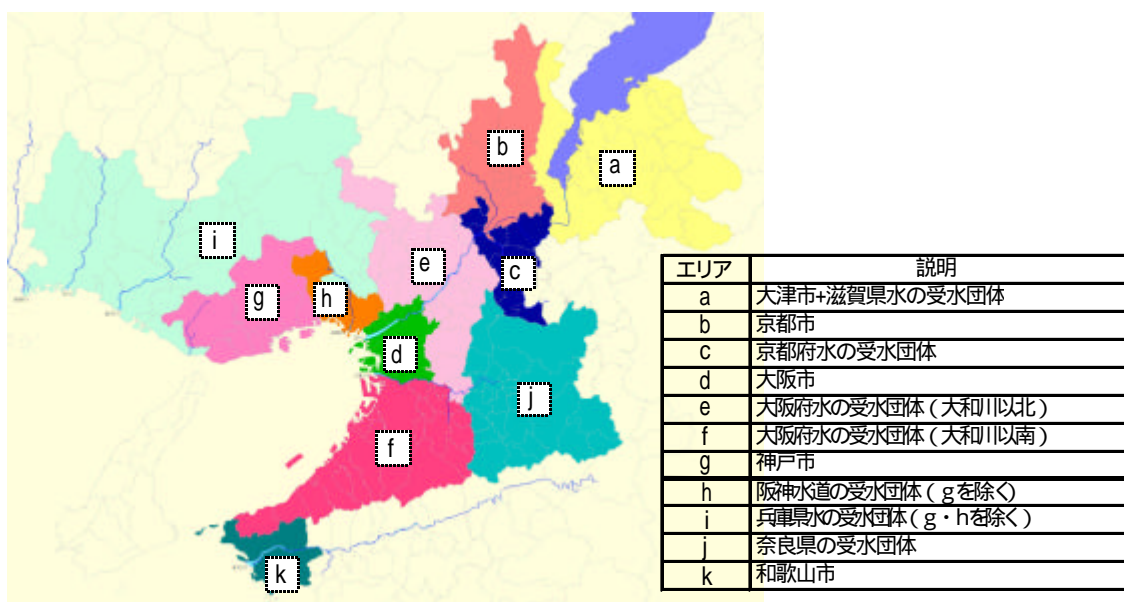 b
a
i
e
c
g
h
d
j
f
k
エリア 説明
a 大津市+滋賀県水の受水団体
b 京都市
c 京都府水の受水団体
d 大阪市
e 大阪府水の受水団体(大和川以北)
f 大阪府水の受水団体(大和川以南)
g 神戸市
h 阪神水道の受水団体(gを除く)
i 兵庫県水の受水団体(g・hを除く)
j 奈良県の受水団体
k 和歌山市